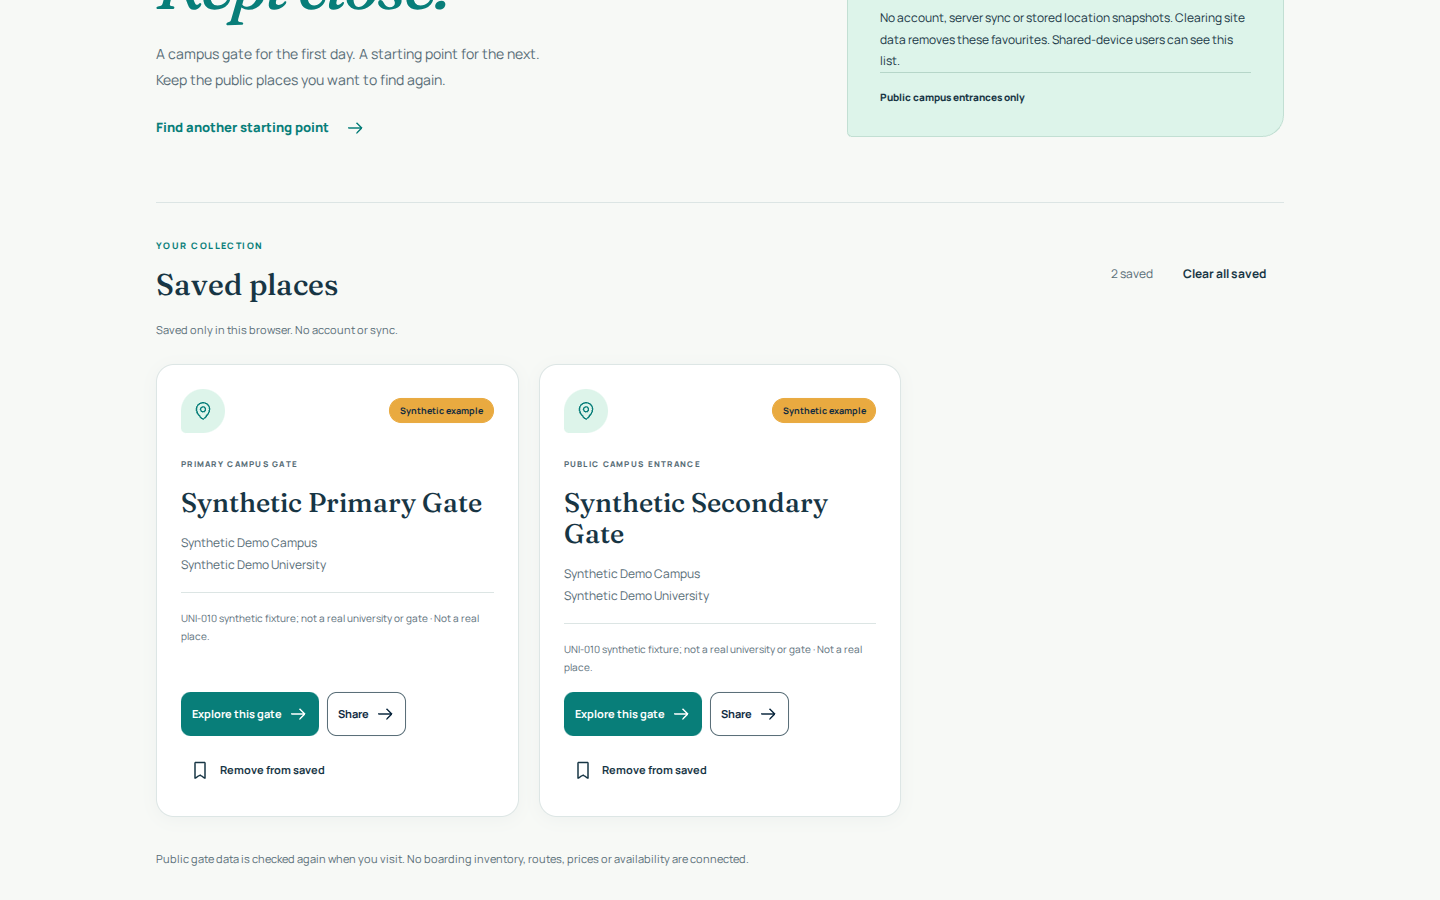 Kept close.
A campus gate for the first day. A starting point for the next.
Keep the public places you want to find again.
Find another starting point
No account, server sync or stored location snapshots. Clearing site
data removes these favourites. Shared-device users can see this
list.
Public campus entrances only
YOUR COLLECTION
Saved places
2 saved
Clear all saved
Saved only in this browser. No account or sync.
Synthetic example
PRIMARY CAMPUS GATE
Synthetic Primary Gate
Synthetic Demo Campus
Synthetic Demo University
UNI-010 synthetic fixture; not a real university or gate · Not a real
place.
Explore this gate
Share
Remove from saved
Synthetic example
PUBLIC CAMPUS ENTRANCE
Synthetic Secondary
Gate
Synthetic Demo Campus
Synthetic Demo University
UNI-010 synthetic fixture; not a real university or gate · Not a real
place.
Explore this gate
Share
Remove from saved
Public gate data is checked again when you visit. No boarding inventory, routes, prices or availability are connected.